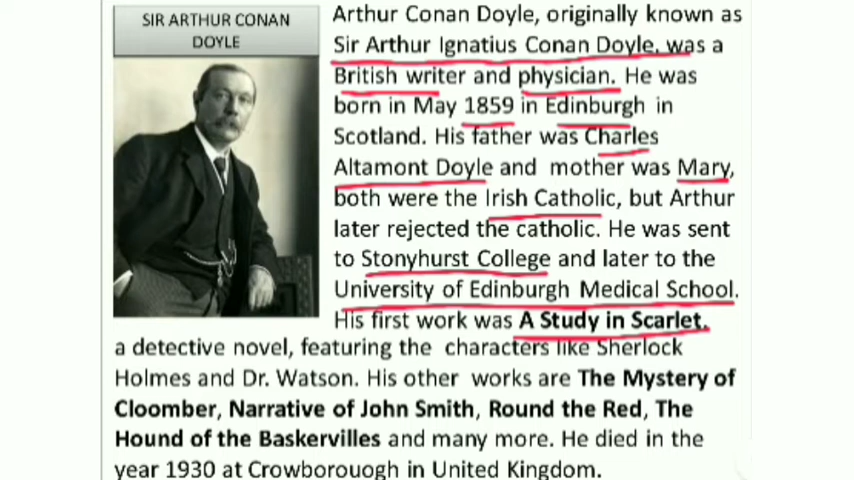 SIR ARTHUR CONAN
DOYLE
Arthur Conan Doyle, originally known as
Sir Arthur Ignatius Conan Doyle, was a
British writer and physician. He was
born in May 1859 in Edinburgh in
Scotland. His father was Charles
Altamont Doyle and mother was Mary,
both were the Irish Catholic, but Arthur
later rejected the catholic. He was sent
to Stonyhurst College and later to the
University of Edinburgh Medical School.
His first work was A Study in Scarlet.
a detective novel, featuring the characters like Sherlock
Holmes and Dr. Watson. His other works are The Mystery of
Cloomber, Narrative of John Smith, Round the Red, The
Hound of the Baskervilles and many more. He died in the
year 1930 at Crowborouogh in United Kingdom.